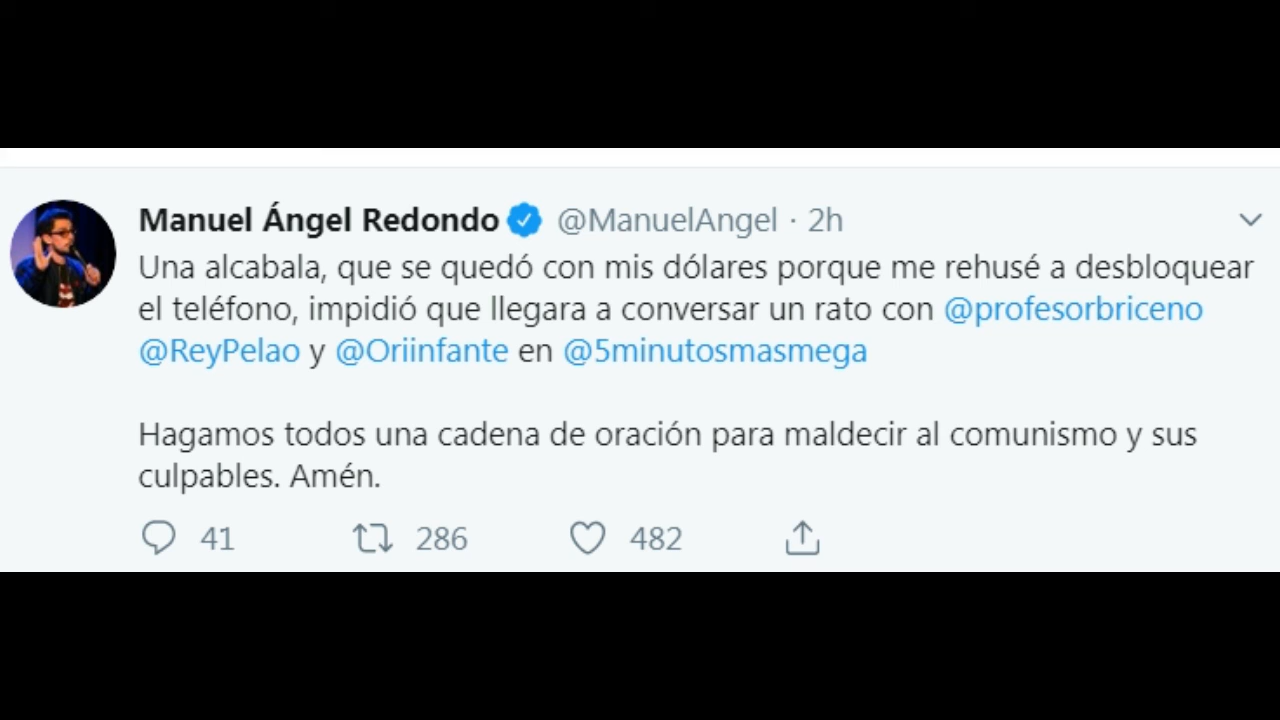 Manuel Ángel Redondo @ManuelAngel · 2h
Una alcabala, que se quedó con mis dólares porque me rehusé a desbloquear
el teléfono, impidió que llegara a conversar un rato con @profesorbriceno
@ReyPelao y @Oriinfante en @5minutosmasmega
Hagamos todos una cadena de oración para maldecir al comunismo y sus
culpables. Amén.
41 286 482